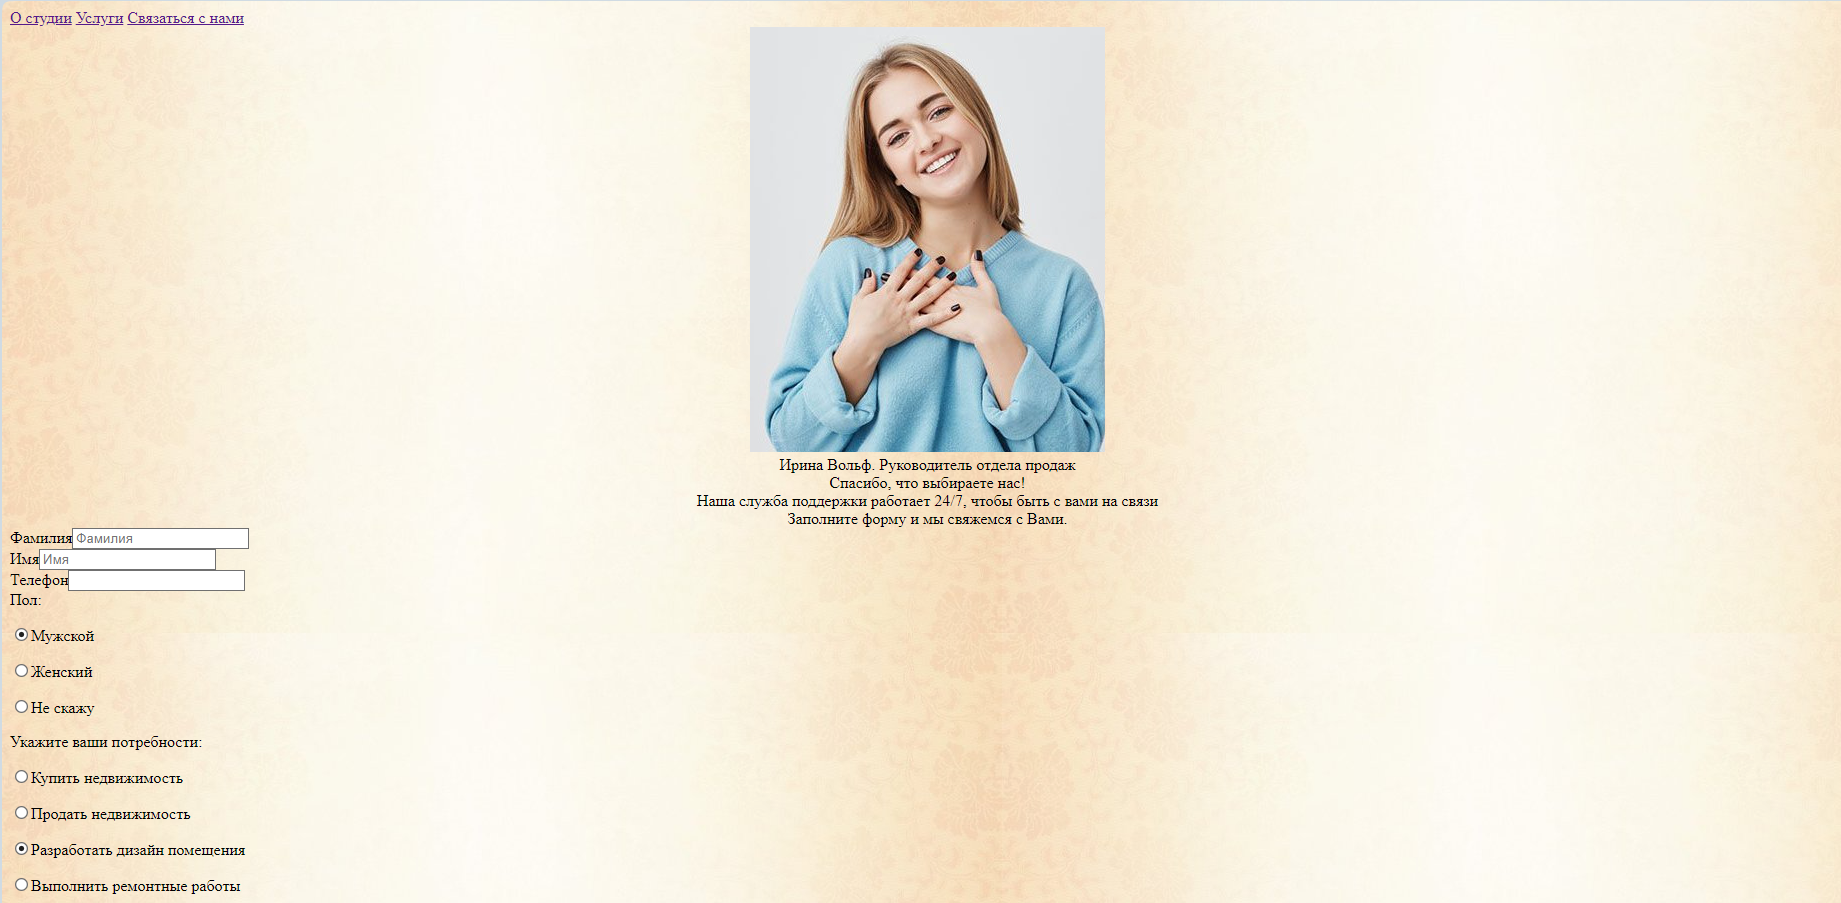 О студии Услуги Связаться с нами
Ирина Вольф. Руководитель отдела продаж
Спасибо, что выбираете нас!
Наша служба поддержки работает 24/7, чтобы быть с вами на связи
Заполните форму и мы свяжемся с Вами.
Фамилия Фамилия
Имя Имя
Телефон
Пол:
Мужской
Женский
Не скажу
Укажите ваши потребности:
Купить недвижимость
Продать недвижимость
Разработать дизайн помещения
Выполнить ремонтные работы